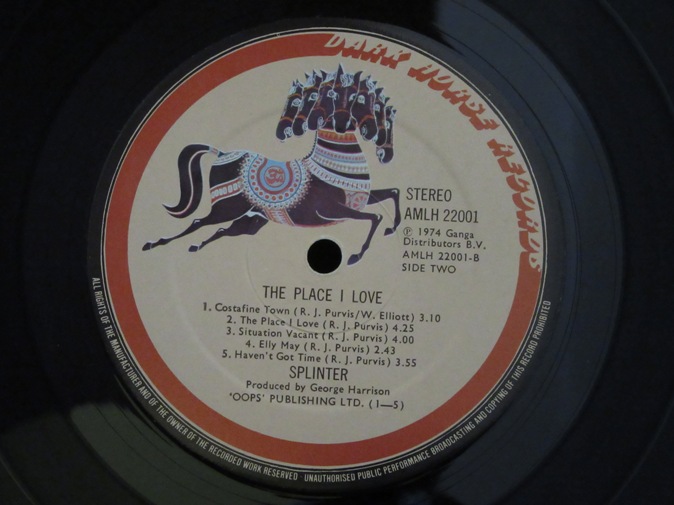 DARK HORSE RECORDS
STEREO
AMLH 22001
Ⓟ 1974 Ganga
Distributors B.V.
AMLH 22001-B
SIDE TWO
THE PLACE I LOVE
1. Costafine Town (R. J. Purvis/W. Elliott) 3.10
2. The Place I Love (R. J. Purvis) 4.25
3. Situation Vacant (R. J. Purvis) 4.00
4. Elly May (R. J. Purvis) 2.43
5. Haven't Got Time (R. J. Purvis) 3.55
SPLINTER
Produced by George Harrison
'OOPS' PUBLISHING LTD. (1—5)
ALL RIGHTS OF THE MANUFACTURER AND OF THE OWNER OF THE RECORDED WORK RESERVED · UNAUTHORISED PUBLIC PERFORMANCE BROADCASTING AND COPYING OF THIS RECORD PROHIBITED